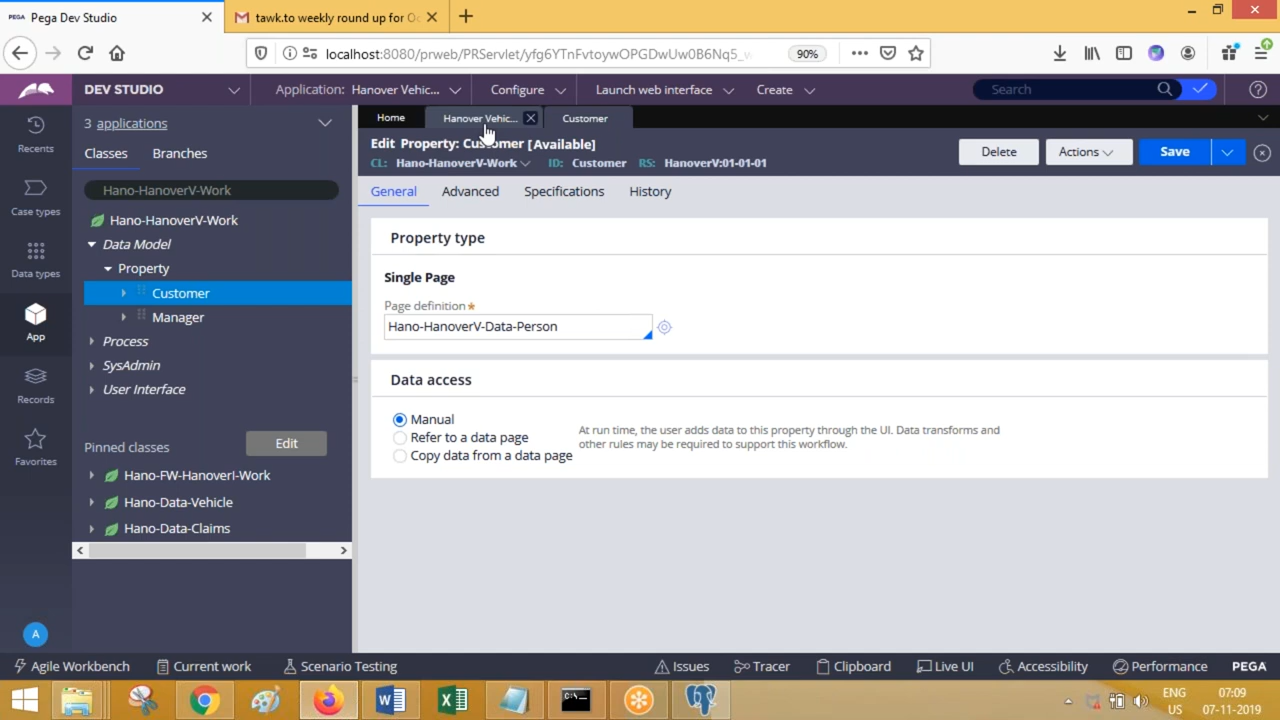 PEGA Pega Dev Studio
tawk.to weekly round up for Oc
localhost:8080/prweb/PRServlet/yfg6YTnFvtoywOPGDwUw0B6Nq5_
90%
DEV STUDIO
Application: Hanover Vehic...
Configure
Launch web interface
Create
Search
Recents
Case types
Data types
App
Records
Favorites
A
3 applications
Classes Branches
Hano-HanoverV-Work
Hano-HanoverV-Work
Data Model
Property
Customer
Manager
Process
SysAdmin
User Interface
Pinned classes Edit
Hano-FW-HanoverI-Work
Hano-Data-Vehicle
Hano-Data-Claims
Home Hanover Vehic... Customer
Edit Property: Customer [Available]
CL: Hano-HanoverV-Work ID: Customer RS: HanoverV:01-01-01
Delete Actions Save
General Advanced Specifications History
Property type
Single Page
Page definition
Hano-HanoverV-Data-Person
Data access
Manual
Refer to a data page
Copy data from a data page
At run time, the user adds data to this property through the UI. Data transforms and
other rules may be required to support this workflow.
Agile Workbench Current work Scenario Testing Issues Tracer Clipboard Live UI Accessibility Performance PEGA
ENG 07:09
US 07-11-2019